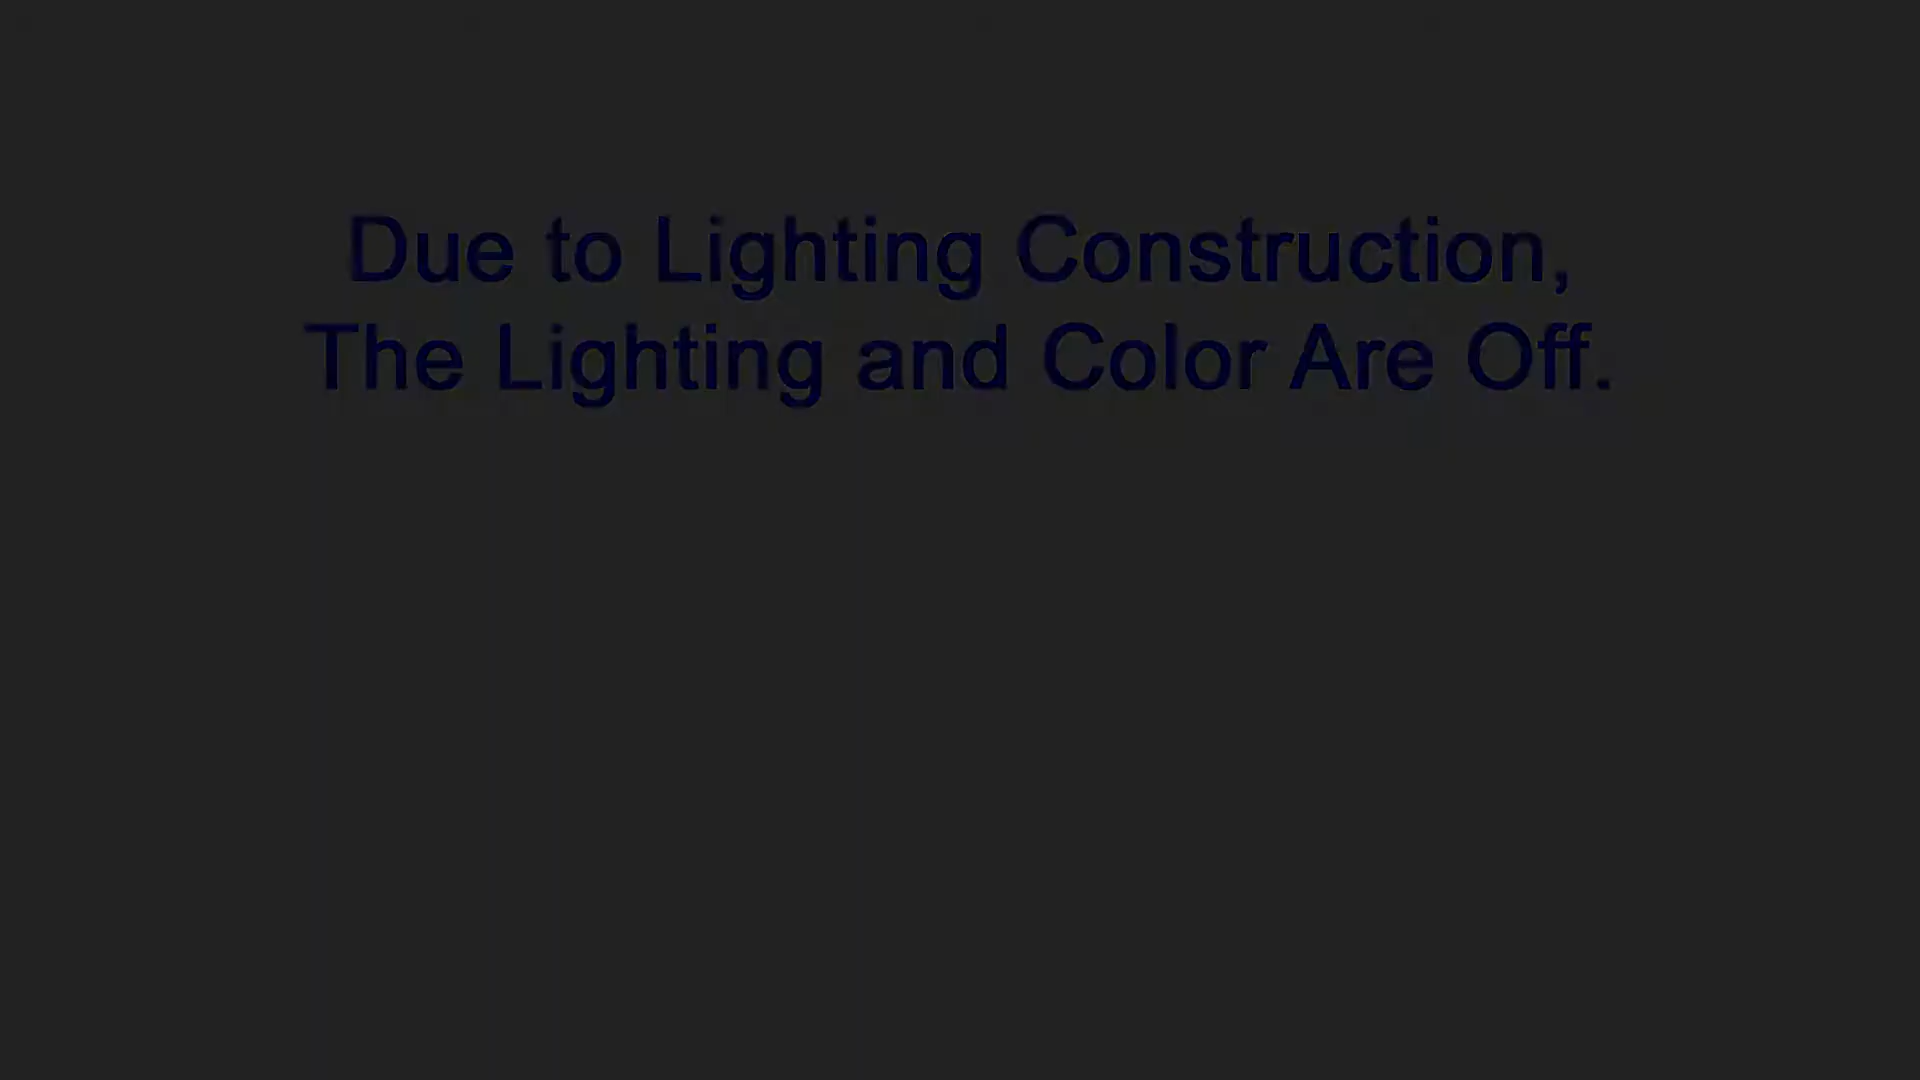 Due to Lighting Construction,
The Lighting and Color Are Off.